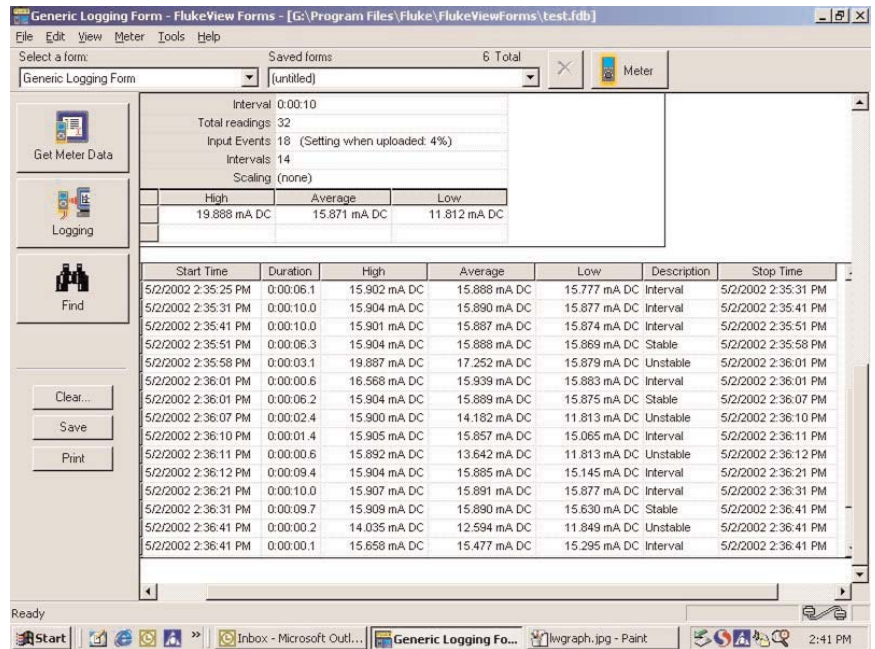 Generic Logging Form - FlukeView Forms - [G:\Program Files\Fluke\FlukeViewForms\test.fdb]
File Edit View Meter Tools Help
Select a form: Saved forms 6 Total
Generic Logging Form (untitled) Meter
Interval 0:00:10
Total readings 32
Input Events 18 (Setting when uploaded: 4%)
Intervals 14
Scaling (none)
High Average Low
19.888 mA DC 15.871 mA DC 11.812 mA DC
Get Meter Data
Logging
Find
Clear...
Save
Print
Start Time Duration High Average Low Description Stop Time
5/2/2002 2:35:25 PM 0:00:06.1 15.902 mA DC 15.888 mA DC 15.777 mA DC Interval 5/2/2002 2:35:31 PM
5/2/2002 2:35:31 PM 0:00:10.0 15.904 mA DC 15.890 mA DC 15.877 mA DC Interval 5/2/2002 2:35:41 PM
5/2/2002 2:35:41 PM 0:00:10.0 15.901 mA DC 15.887 mA DC 15.874 mA DC Interval 5/2/2002 2:35:51 PM
5/2/2002 2:35:51 PM 0:00:06.3 15.904 mA DC 15.888 mA DC 15.869 mA DC Stable 5/2/2002 2:35:58 PM
5/2/2002 2:35:58 PM 0:00:03.1 19.887 mA DC 17.252 mA DC 15.879 mA DC Unstable 5/2/2002 2:36:01 PM
5/2/2002 2:36:01 PM 0:00:00.6 16.568 mA DC 15.939 mA DC 15.883 mA DC Interval 5/2/2002 2:36:01 PM
5/2/2002 2:36:01 PM 0:00:06.2 15.904 mA DC 15.889 mA DC 15.875 mA DC Stable 5/2/2002 2:36:07 PM
5/2/2002 2:36:07 PM 0:00:02.4 15.900 mA DC 14.182 mA DC 11.813 mA DC Unstable 5/2/2002 2:36:10 PM
5/2/2002 2:36:10 PM 0:00:01.4 15.905 mA DC 15.857 mA DC 15.065 mA DC Interval 5/2/2002 2:36:11 PM
5/2/2002 2:36:11 PM 0:00:00.6 15.892 mA DC 13.642 mA DC 11.813 mA DC Unstable 5/2/2002 2:36:12 PM
5/2/2002 2:36:12 PM 0:00:09.4 15.904 mA DC 15.885 mA DC 15.145 mA DC Interval 5/2/2002 2:36:21 PM
5/2/2002 2:36:21 PM 0:00:10.0 15.907 mA DC 15.891 mA DC 15.877 mA DC Interval 5/2/2002 2:36:31 PM
5/2/2002 2:36:31 PM 0:00:09.7 15.909 mA DC 15.890 mA DC 15.630 mA DC Stable 5/2/2002 2:36:41 PM
5/2/2002 2:36:41 PM 0:00:00.2 14.035 mA DC 12.594 mA DC 11.849 mA DC Unstable 5/2/2002 2:36:41 PM
5/2/2002 2:36:41 PM 0:00:00.1 15.658 mA DC 15.477 mA DC 15.295 mA DC Interval 5/2/2002 2:36:41 PM
Ready
Start » Inbox - Microsoft Outl... Generic Logging Fo... lwgraph.jpg - Paint 2:41 PM